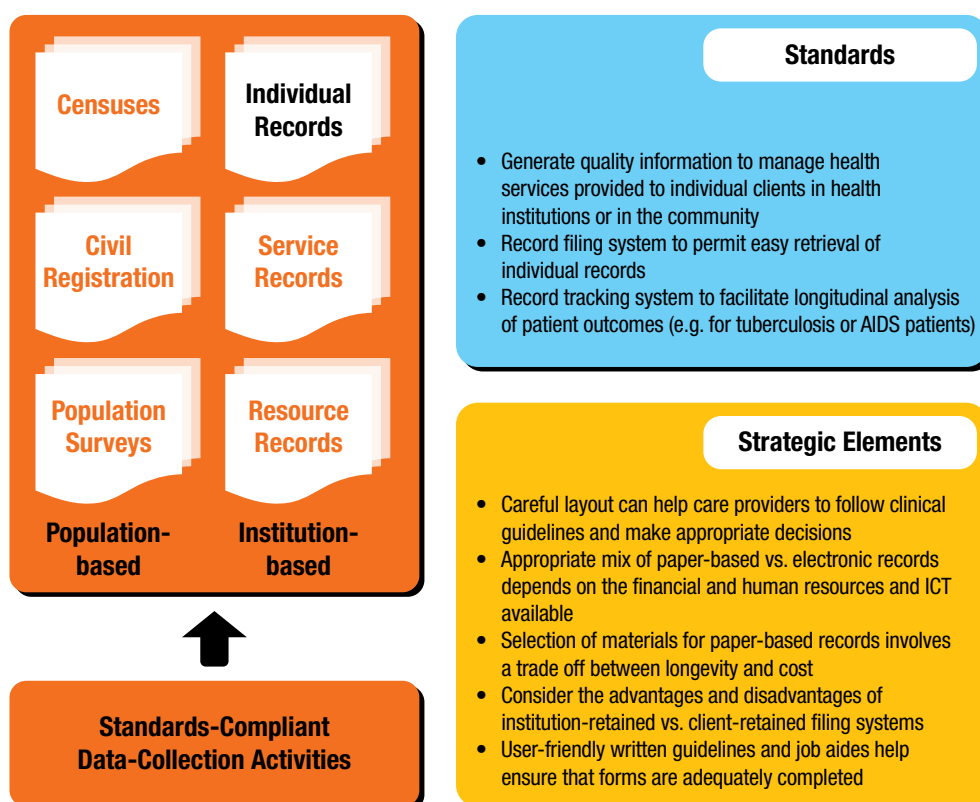 Censuses
Individual
Records
Civil
Registration
Service
Records
Population
Surveys
Resource
Records
Population-
based
Institution-
based
Standards-Compliant
Data-Collection Activities
Standards
• Generate quality information to manage health
services provided to individual clients in health
institutions or in the community
• Record filing system to permit easy retrieval of
individual records
• Record tracking system to facilitate longitudinal analysis
of patient outcomes (e.g. for tuberculosis or AIDS patients)
Strategic Elements
• Careful layout can help care providers to follow clinical
guidelines and make appropriate decisions
• Appropriate mix of paper-based vs. electronic records
depends on the financial and human resources and ICT
available
• Selection of materials for paper-based records involves
a trade off between longevity and cost
• Consider the advantages and disadvantages of
institution-retained vs. client-retained filing systems
• User-friendly written guidelines and job aides help
ensure that forms are adequately completed